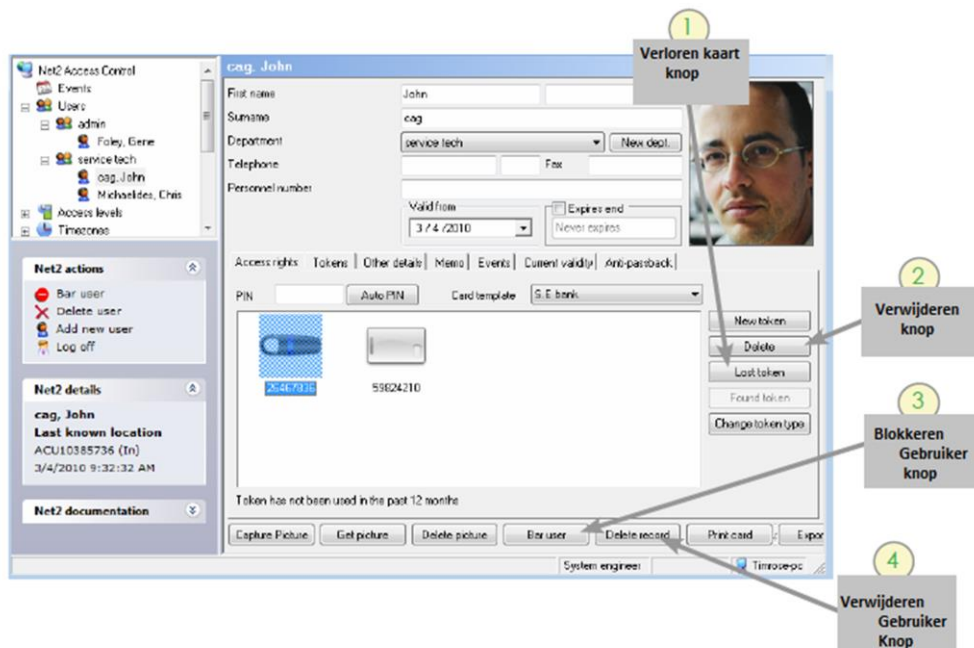 1
Verloren kaart
knop
Net2 Access Control
Events
Users
admin
Foley, Gene
service tech
cag, John
Michaelides, Chris
Access levels
Timezones
Net2 actions
Bar user
Delete user
Add new user
Log off
Net2 details
cag, John
Last known location
ACU10385736 (In)
3/4/2010 9:32:32 AM
Net2 documentation
cag, John
First name John
Surname cag
Department service tech New dept.
Telephone Fax
Personnel number
Valid from Expires end
3 / 4 /2010 Never expires
Access rights Tokens Other details Memo Events Current validity Anti-passback
PIN Auto PIN Card template S.E bank
26467836 59824210
New token
Delete
Lost token
Found token
Change token type
Token has not been used in the past 12 months
Capture Picture Get picture Delete picture Bar user Delete record Print card Expor
System engineer Timrose-pc
2
Verwijderen
knop
3
Blokkeren
Gebruiker
knop
4
Verwijderen
Gebruiker
Knop